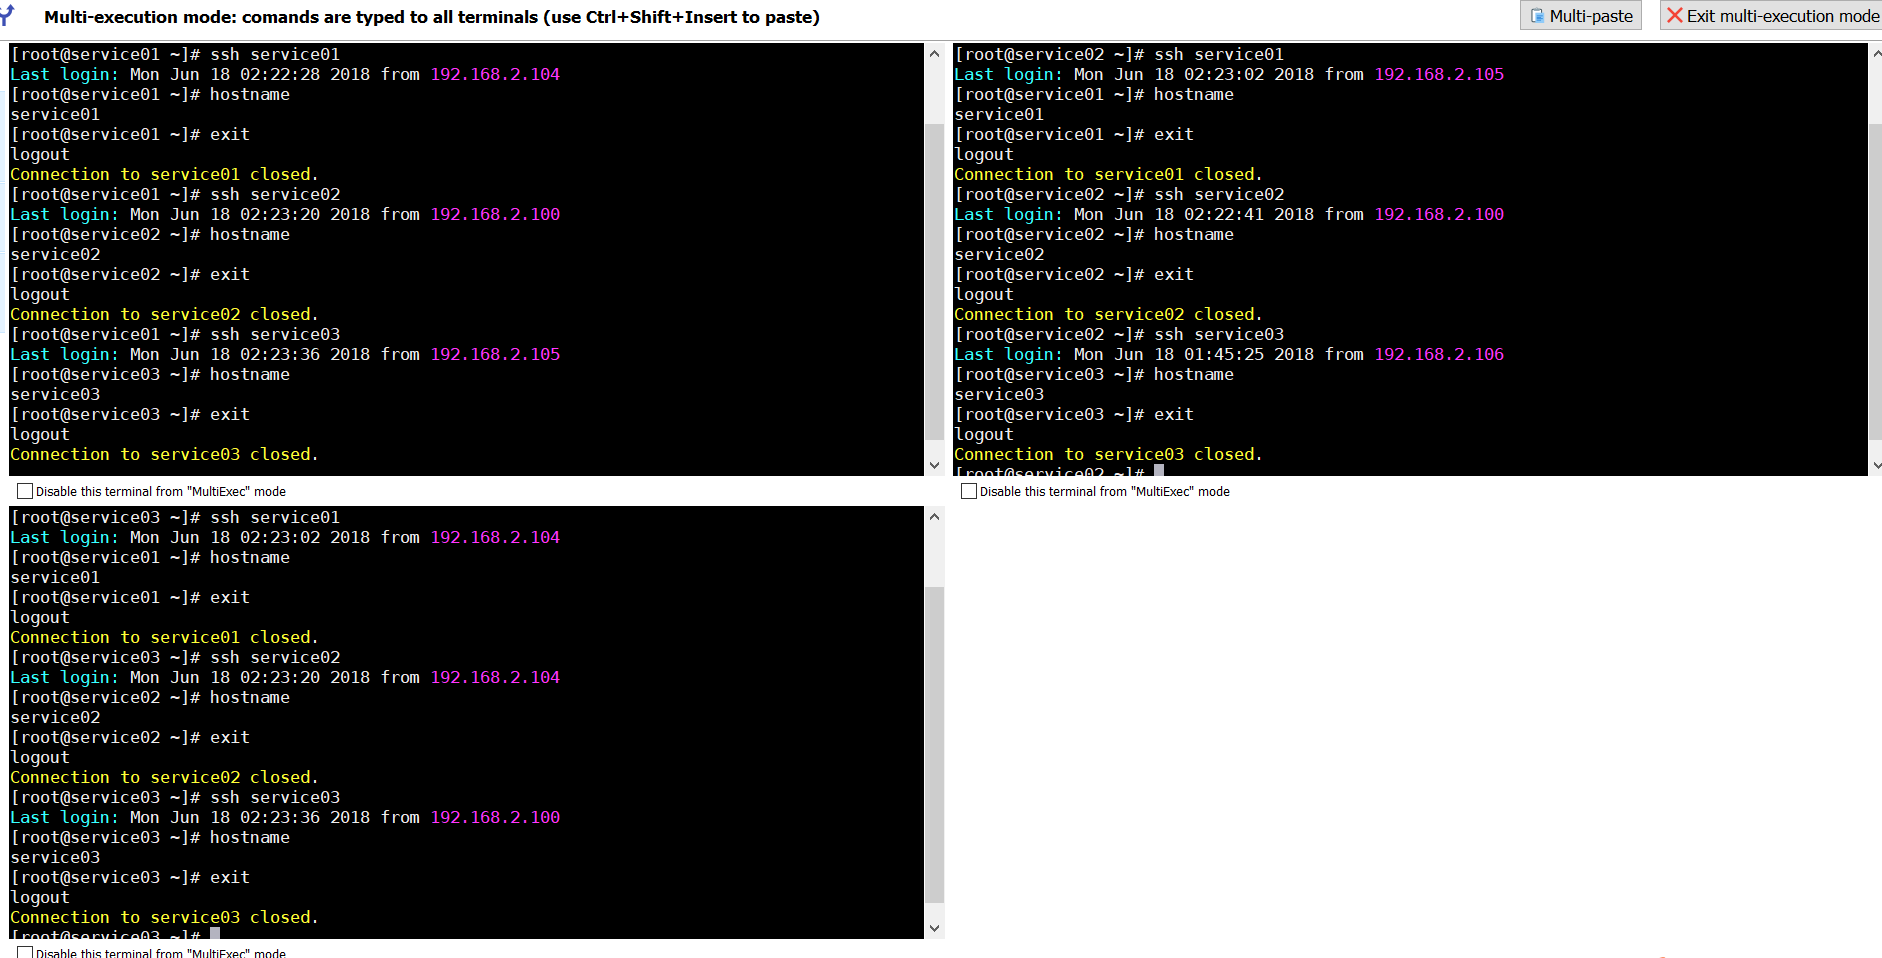 Multi-execution mode: comands are typed to all terminals (use Ctrl+Shift+Insert to paste)
Multi-paste
Exit multi-execution mode
[root@service01 ~]# ssh service01
Last login: Mon Jun 18 02:22:28 2018 from 192.168.2.104
[root@service01 ~]# hostname
service01
[root@service01 ~]# exit
logout
Connection to service01 closed.
[root@service01 ~]# ssh service02
Last login: Mon Jun 18 02:23:20 2018 from 192.168.2.100
[root@service02 ~]# hostname
service02
[root@service02 ~]# exit
logout
Connection to service02 closed.
[root@service01 ~]# ssh service03
Last login: Mon Jun 18 02:23:36 2018 from 192.168.2.105
[root@service03 ~]# hostname
service03
[root@service03 ~]# exit
logout
Connection to service03 closed.
Disable this terminal from "MultiExec" mode
[root@service02 ~]# ssh service01
Last login: Mon Jun 18 02:23:02 2018 from 192.168.2.105
[root@service01 ~]# hostname
service01
[root@service01 ~]# exit
logout
Connection to service01 closed.
[root@service02 ~]# ssh service02
Last login: Mon Jun 18 02:22:41 2018 from 192.168.2.100
[root@service02 ~]# hostname
service02
[root@service02 ~]# exit
logout
Connection to service02 closed.
[root@service02 ~]# ssh service03
Last login: Mon Jun 18 01:45:25 2018 from 192.168.2.106
[root@service03 ~]# hostname
service03
[root@service03 ~]# exit
logout
Connection to service03 closed.
[root@service02 ~]#
Disable this terminal from "MultiExec" mode
[root@service03 ~]# ssh service01
Last login: Mon Jun 18 02:23:02 2018 from 192.168.2.104
[root@service01 ~]# hostname
service01
[root@service01 ~]# exit
logout
Connection to service01 closed.
[root@service03 ~]# ssh service02
Last login: Mon Jun 18 02:23:20 2018 from 192.168.2.104
[root@service02 ~]# hostname
service02
[root@service02 ~]# exit
logout
Connection to service02 closed.
[root@service03 ~]# ssh service03
Last login: Mon Jun 18 02:23:36 2018 from 192.168.2.100
[root@service03 ~]# hostname
service03
[root@service03 ~]# exit
logout
Connection to service03 closed.
[root@service03 ~]#
Disable this terminal from "MultiExec" mode